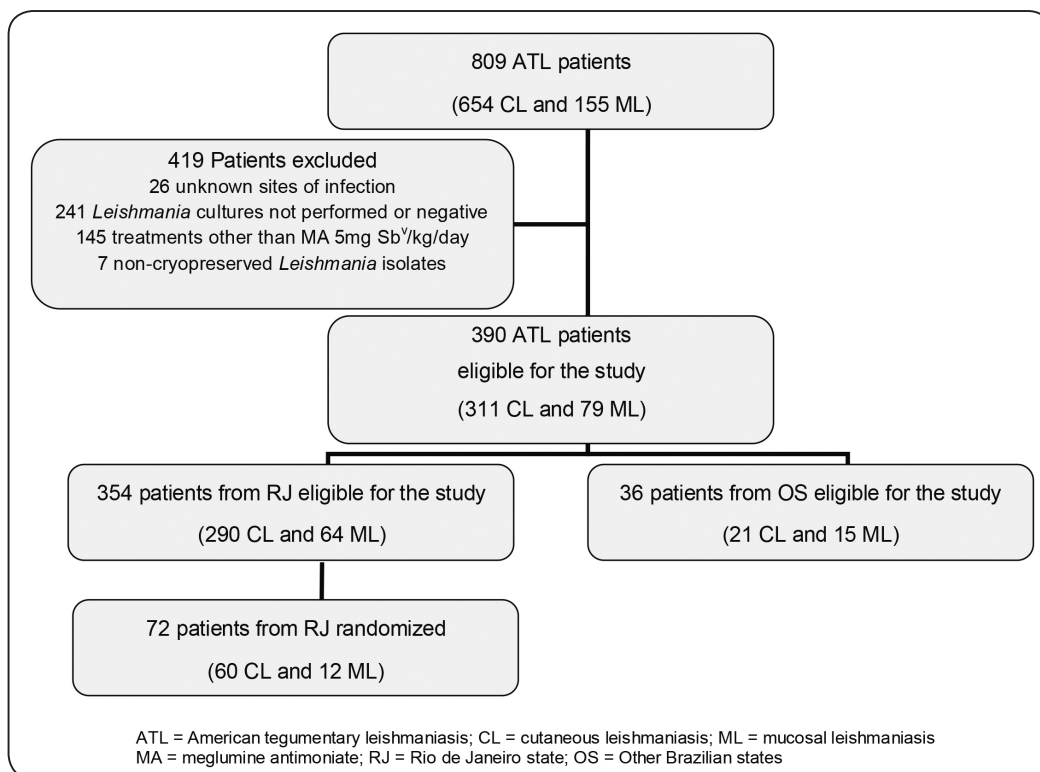 809 ATL patients
(654 CL and 155 ML)
419 Patients excluded
26 unknown sites of infection
241 Leishmania cultures not performed or negative
145 treatments other than MA 5mg Sbᵛ/kg/day
7 non-cryopreserved Leishmania isolates
390 ATL patients
eligible for the study
(311 CL and 79 ML)
354 patients from RJ eligible for the study
(290 CL and 64 ML)
36 patients from OS eligible for the study
(21 CL and 15 ML)
72 patients from RJ randomized
(60 CL and 12 ML)
ATL = American tegumentary leishmaniasis; CL = cutaneous leishmaniasis; ML = mucosal leishmaniasis
MA = meglumine antimoniate; RJ = Rio de Janeiro state; OS = Other Brazilian states